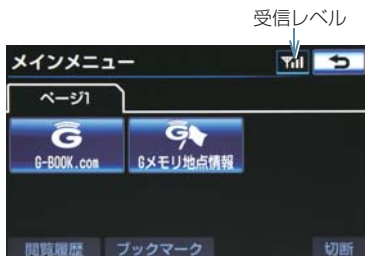 受信レベル
メインメニュー
ページ1
G-BOOK.com
Gメモリ地点情報
閲覧履歴 ブックマーク 切断